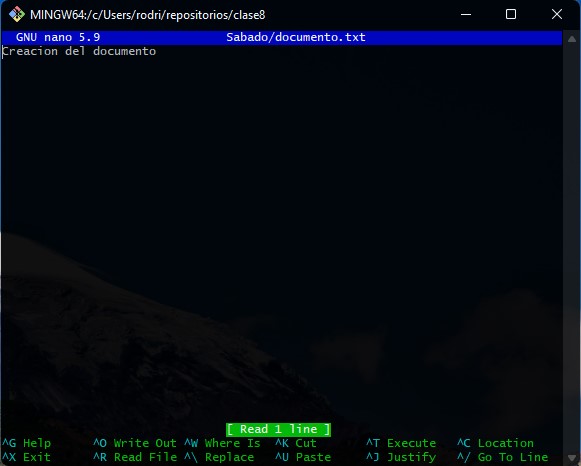 MINGW64:/c/Users/rodri/repositorios/clase8
GNU nano 5.9 Sabado/documento.txt
Creacion del documento
[ Read 1 line ]
^G Help ^O Write Out ^W Where Is ^K Cut ^T Execute ^C Location
^X Exit ^R Read File ^\ Replace ^U Paste ^J Justify ^/ Go To Line